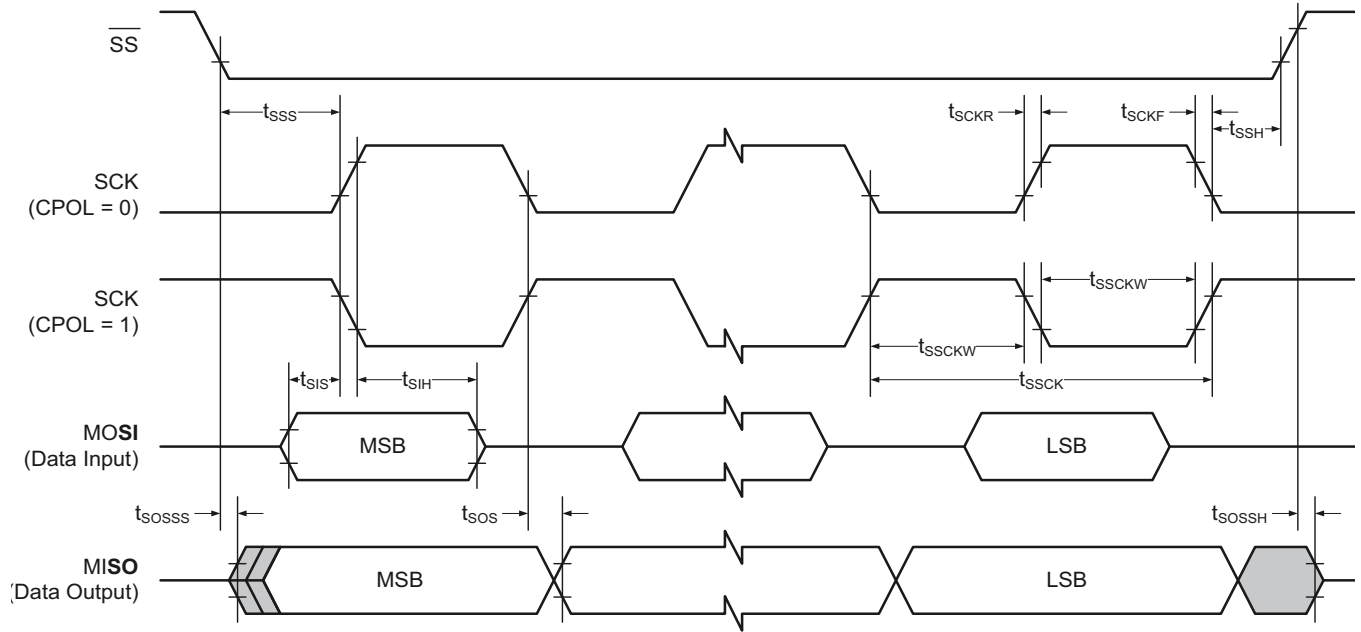 SS
tSSS
tSCKR
tSCKF
tSSH
SCK
(CPOL = 0)
SCK
(CPOL = 1)
tSSCKW
tSSCKW
tSSCK
tSIS
tSIH
MOSI
(Data Input)
MSB
LSB
tSOSSS
tSOS
tSOSSH
MISO
(Data Output)
MSB
LSB